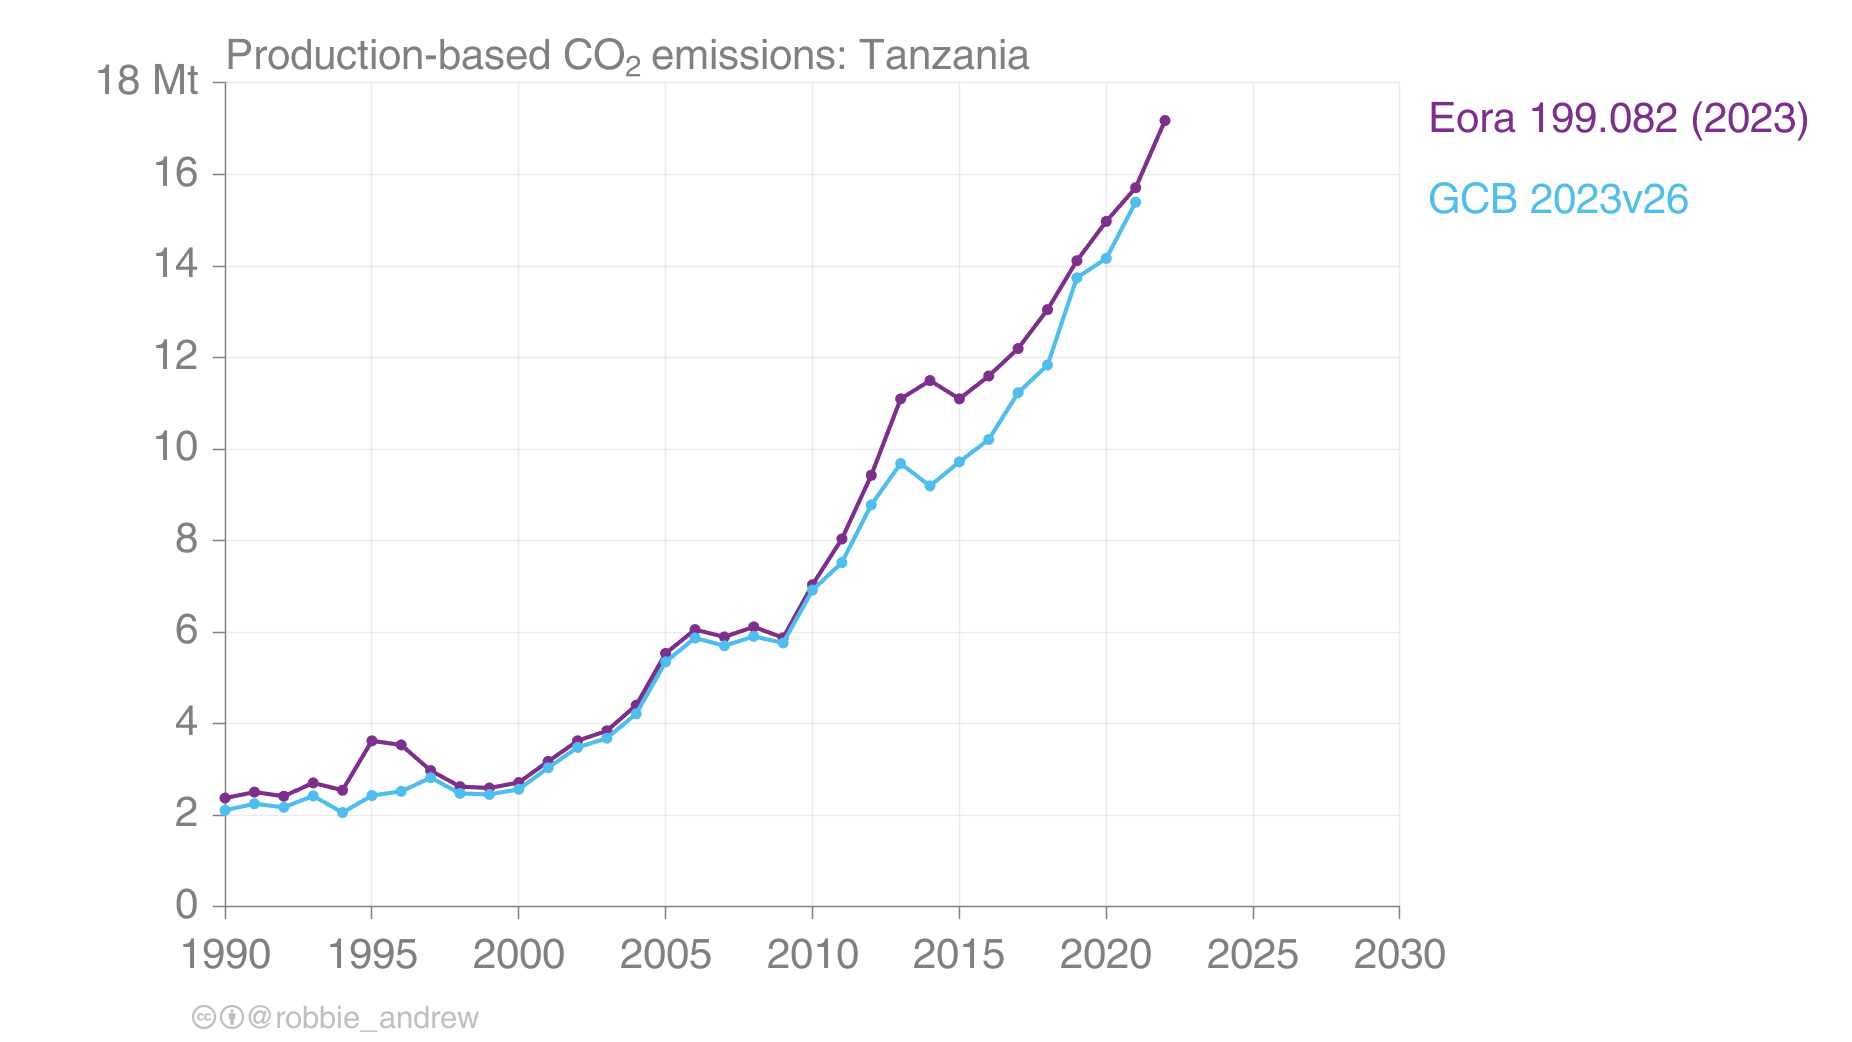 Production-based CO₂ emissions: Tanzania
18 Mt
16
14
12
10
8
6
4
2
0
1990 1995 2000 2005 2010 2015 2020 2025 2030
Eora 199.082 (2023)
GCB 2023v26
cc @robbie_andrew